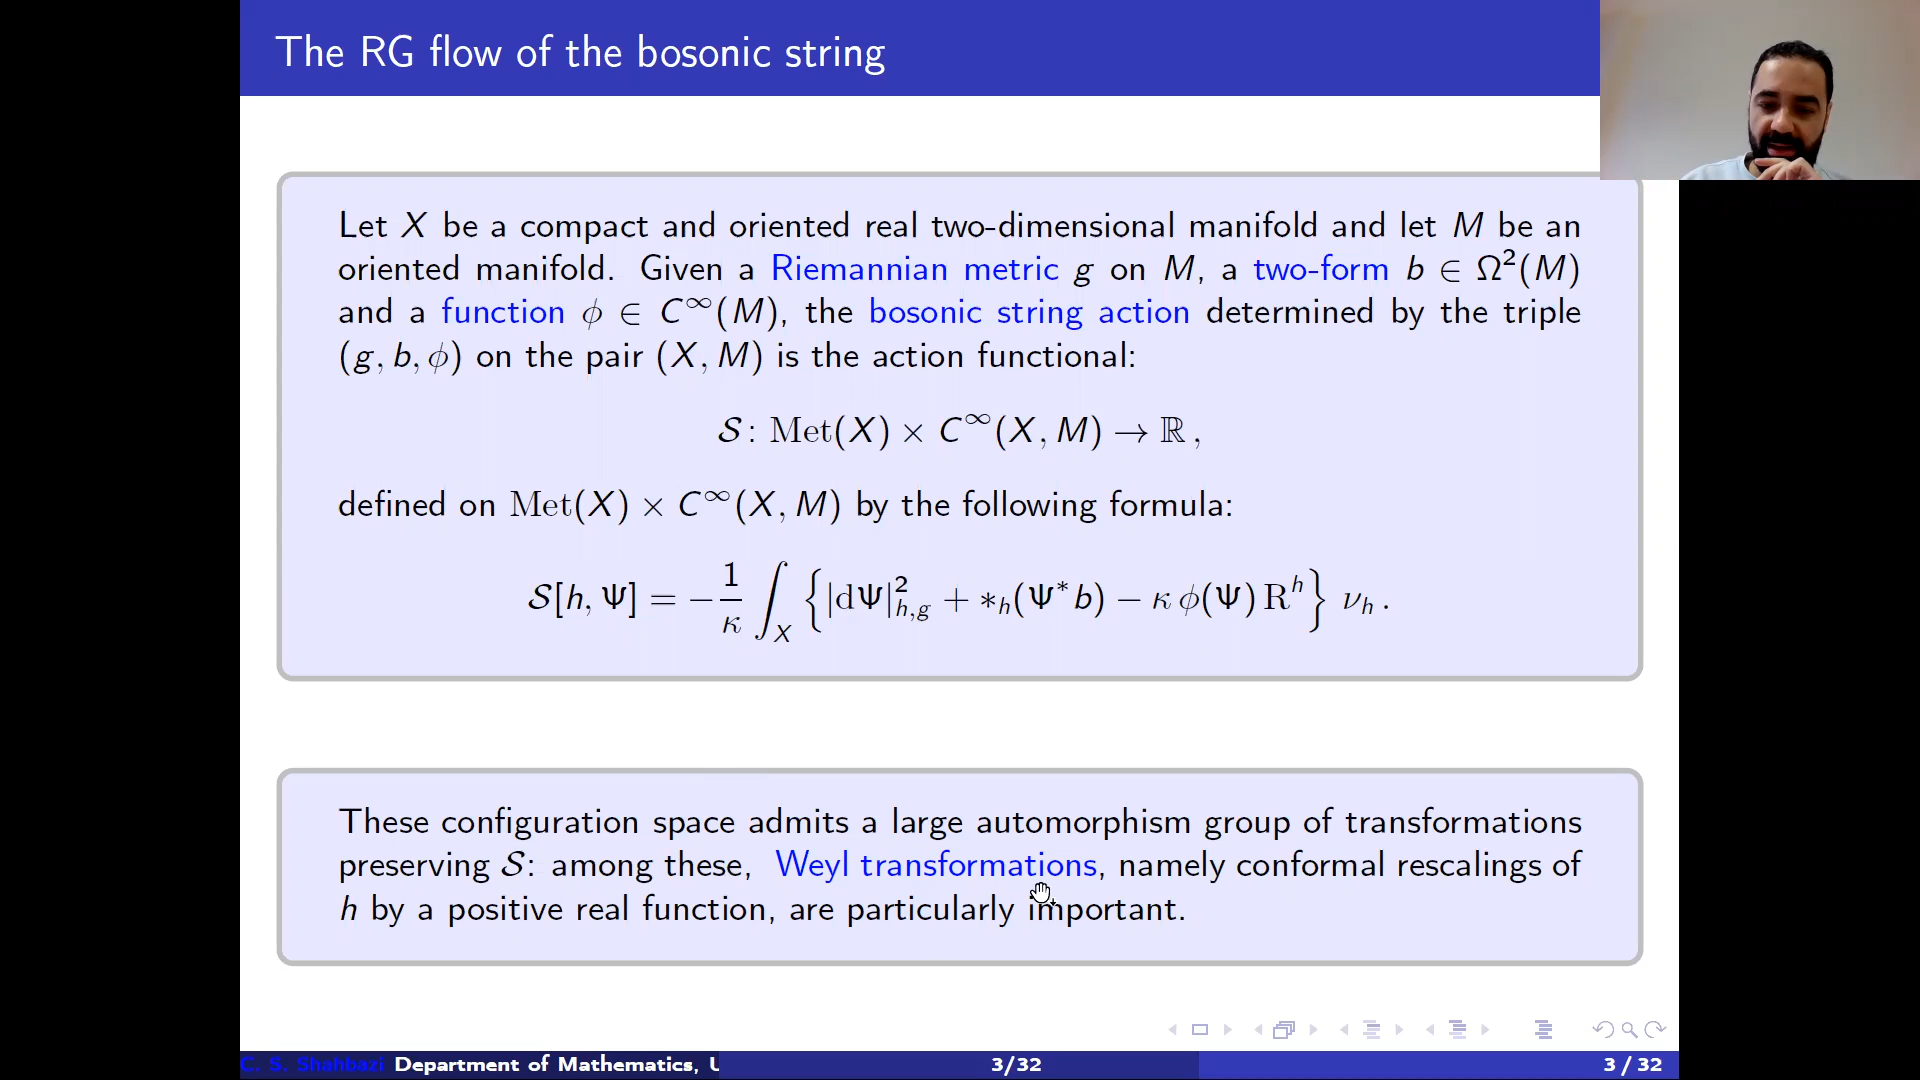 The RG flow of the bosonic string
Let X be a compact and oriented real two-dimensional manifold and let M be an
oriented manifold. Given a Riemannian metric g on M, a two-form b ∈ Ω²(M)
and a function ϕ ∈ C^∞(M), the bosonic string action determined by the triple
(g, b, ϕ) on the pair (X, M) is the action functional:
𝒮: Met(X) × C^∞(X, M) → ℝ ,
defined on Met(X) × C^∞(X, M) by the following formula:
𝒮[h, Ψ] = −\frac{1}{κ} ∫_X {|dΨ|²_{h,g} + ∗_h(Ψ^*b) − κ ϕ(Ψ) R^h} ν_h .
These configuration space admits a large automorphism group of transformations
preserving 𝒮: among these, Weyl transformations, namely conformal rescalings of
h by a positive real function, are particularly important.
C. S. Shahbazi Department of Mathematics, U 3/32 3 / 32